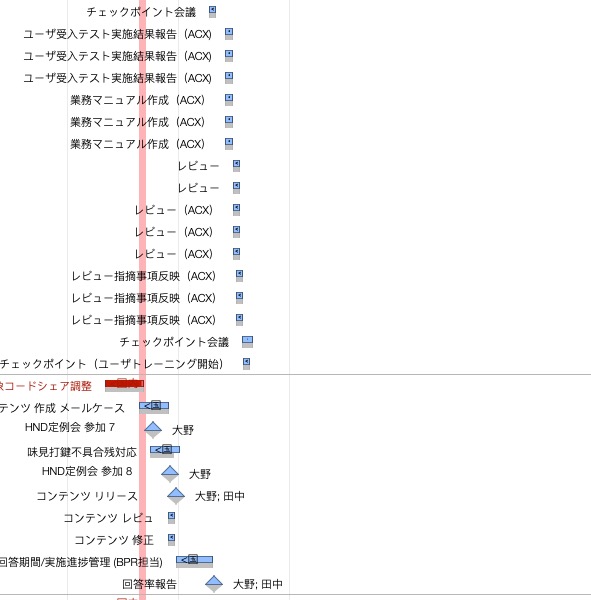 チェックポイント会議
ユーザ受入テスト実施結果報告（ACX）
ユーザ受入テスト実施結果報告（ACX）
ユーザ受入テスト実施結果報告（ACX）
業務マニュアル作成（ACX）
業務マニュアル作成（ACX）
業務マニュアル作成（ACX）
レビュー
レビュー
レビュー（ACX）
レビュー（ACX）
レビュー（ACX）
レビュー指摘事項反映（ACX）
レビュー指摘事項反映（ACX）
レビュー指摘事項反映（ACX）
チェックポイント会議
チェックポイント（ユーザトレーニング開始）
コードシェア調整
テンツ 作成 メールケース
HND定例会 参加 7 大野
味見打鍵不具合残対応
HND定例会 参加 8 大野
コンテンツ リリース 大野; 田中
コンテンツ レビュ
コンテンツ 修正
回答期間/実施進捗管理 (BPR担当)
回答率報告 大野; 田中